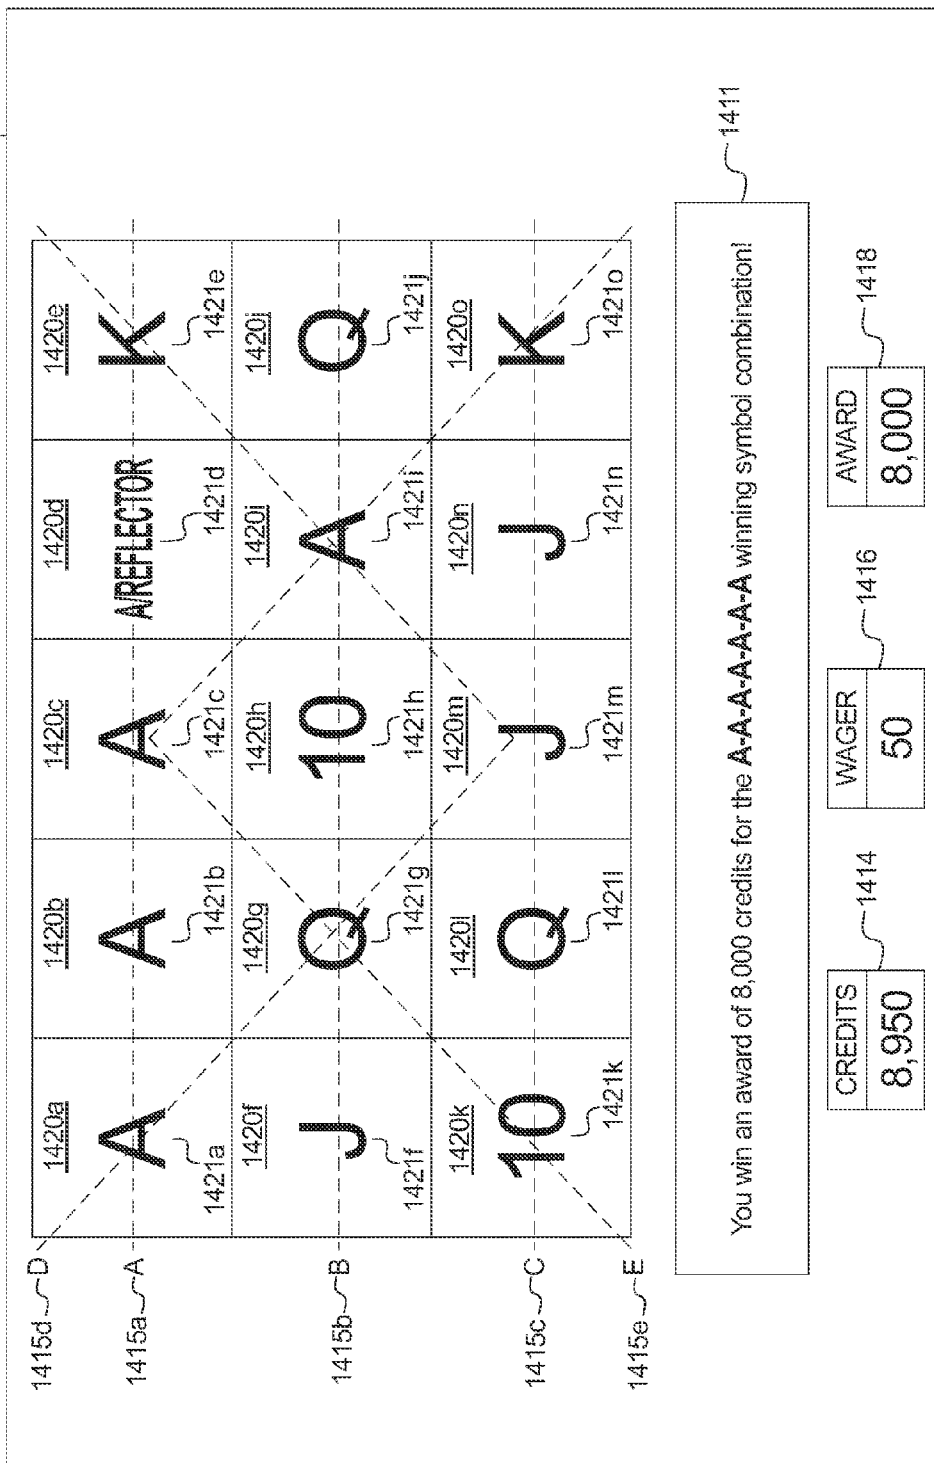 1415d D
1420a 1420b 1420c 1420d 1420e
1415a A
A A A A/REFLECTOR K
1421a 1421b 1421c 1421d 1421e
1420f 1420g 1420h 1420i 1420j
1415b B
J Q 10 A Q
1421f 1421g 1421h 1421i 1421j
1420k 1420l 1420m 1420n 1420o
1415c C
10 Q J J K
1421k 1421l 1421m 1421n 1421o
1415e E
1411
You win an award of 8,000 credits for the A-A-A-A-A-A-A winning symbol combination!
1414 1416 1418
CREDITS WAGER AWARD
8,950 50 8,000